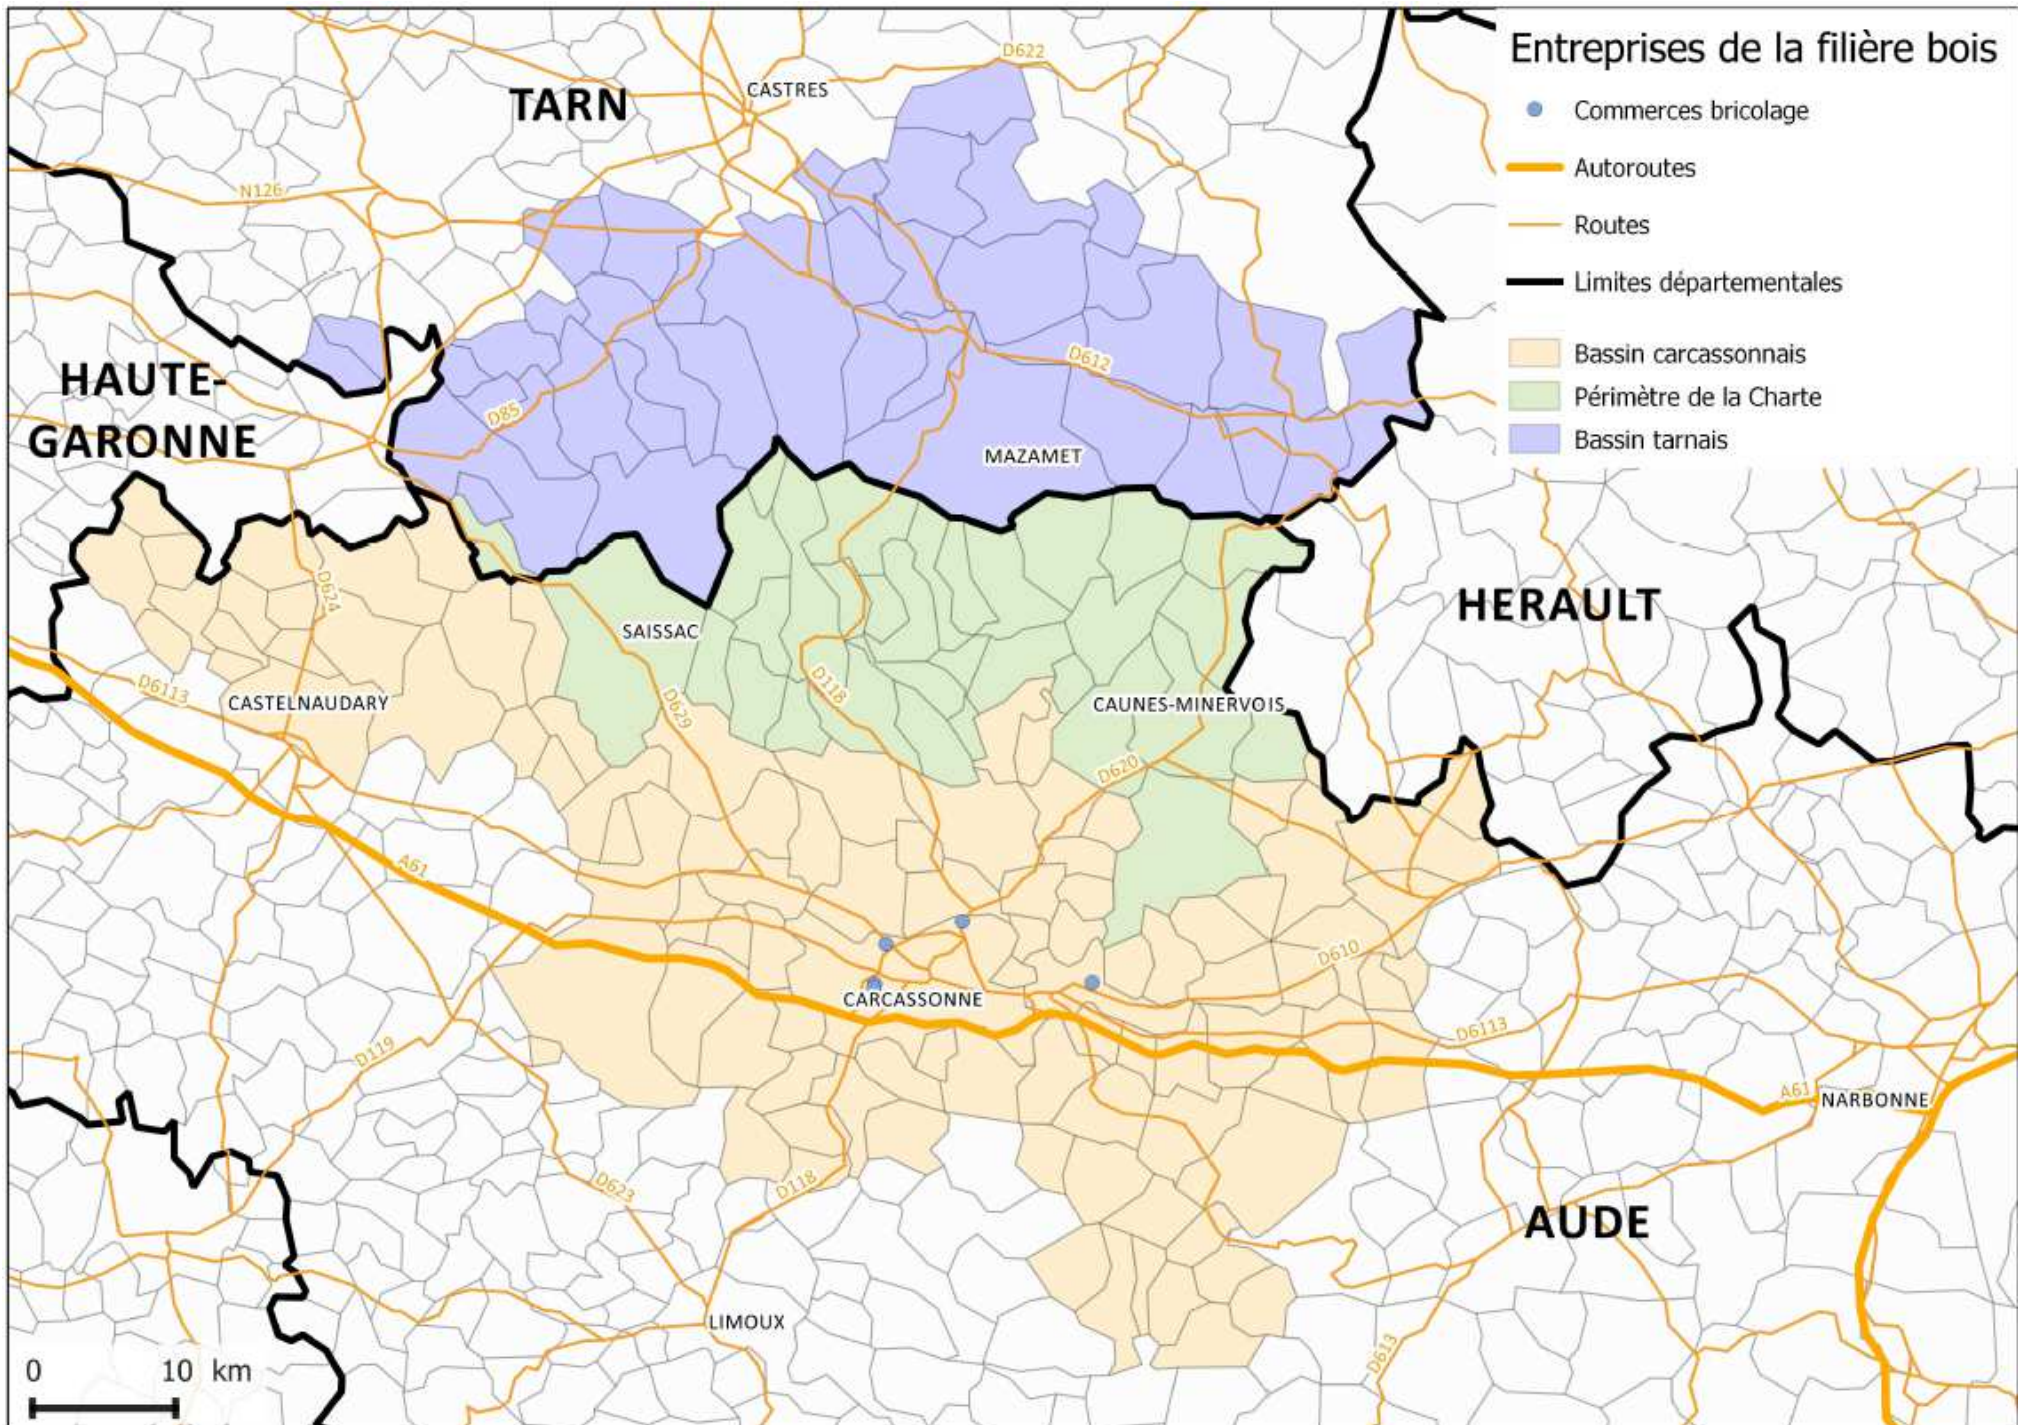 Entreprises de la filière bois
Commerces bricolage
Autoroutes
Routes
Limites départementales
Bassin carcassonnais
Périmètre de la Charte
Bassin tarnais
D622
CASTRES
TARN
N126
D612
HAUTE-
GARONNE
D85
MAZAMET
D624
HERAULT
SAISSAC
D6113
CASTELNAUDARY
D629
D118
CAUNES-MINERVOIS
D620
A61
D610
CARCASSONNE
D6113
D119
A61
NARBONNE
D623
D118
AUDE
LIMOUX
D613
0 10 km